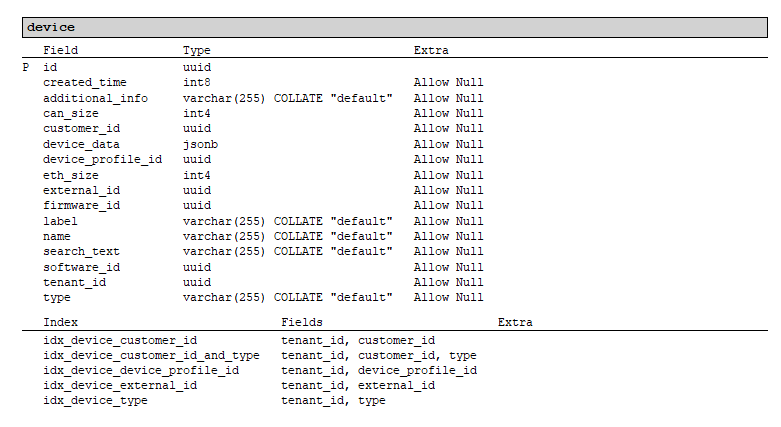 device
Field Type Extra
P id uuid
created_time int8 Allow Null
additional_info varchar(255) COLLATE "default" Allow Null
can_size int4 Allow Null
customer_id uuid Allow Null
device_data jsonb Allow Null
device_profile_id uuid Allow Null
eth_size int4 Allow Null
external_id uuid Allow Null
firmware_id uuid Allow Null
label varchar(255) COLLATE "default" Allow Null
name varchar(255) COLLATE "default" Allow Null
search_text varchar(255) COLLATE "default" Allow Null
software_id uuid Allow Null
tenant_id uuid Allow Null
type varchar(255) COLLATE "default" Allow Null
Index Fields Extra
idx_device_customer_id tenant_id, customer_id
idx_device_customer_id_and_type tenant_id, customer_id, type
idx_device_device_profile_id tenant_id, device_profile_id
idx_device_external_id tenant_id, external_id
idx_device_type tenant_id, type